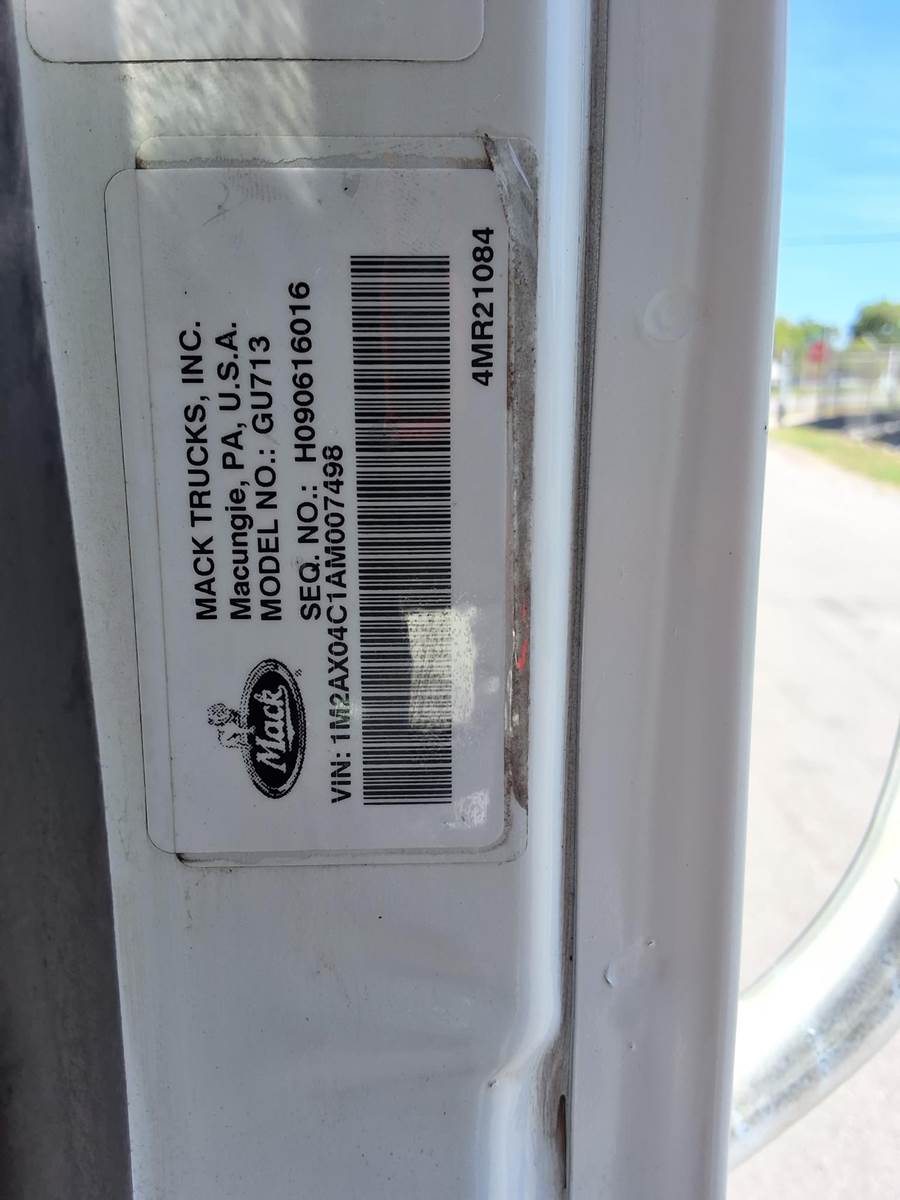 MACK TRUCKS, INC.
Macungie, PA, U.S.A.
MODEL NO.: GU713
SEQ. NO.: H090616016
Mack
®
VIN: 1M2AX04C1AM007498
4MR21084